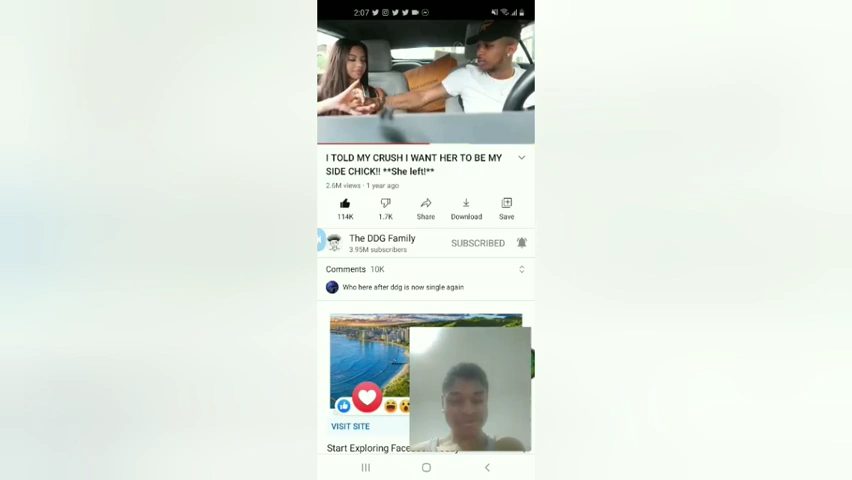 2:07
I TOLD MY CRUSH I WANT HER TO BE MY
SIDE CHICK!! **She left!**
2.6M views · 1 year ago
114K 1.7K Share Download Save
The DDG Family
3.95M subscribers
SUBSCRIBED
Comments 10K
Who here after ddg is now single again
VISIT SITE
Start Exploring